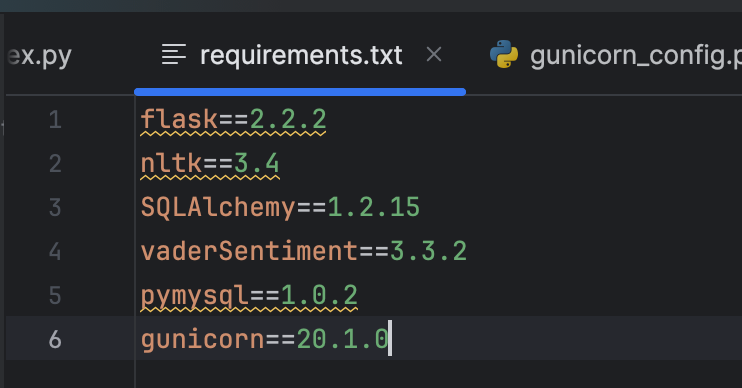 ex.py requirements.txt × gunicorn_config.p
1 flask==2.2.2
2 nltk==3.4
3 SQLAlchemy==1.2.15
4 vaderSentiment==3.3.2
5 pymysql==1.0.2
6 gunicorn==20.1.0